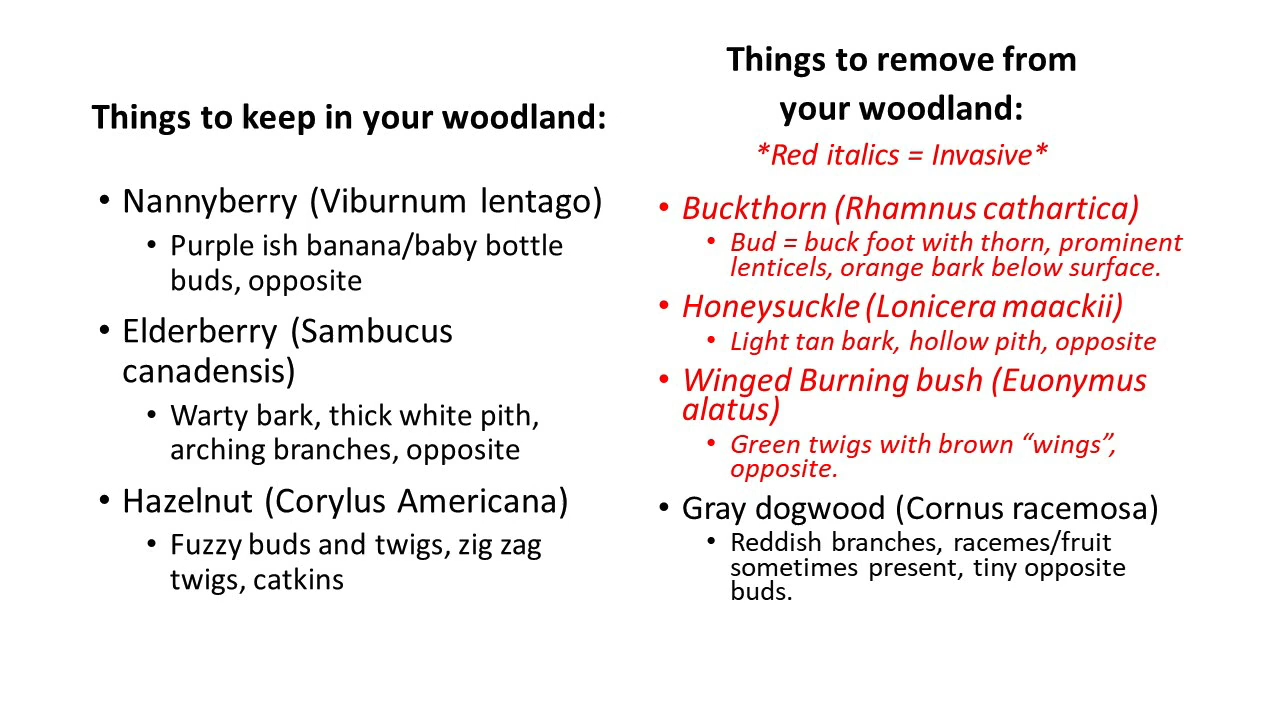 Things to keep in your woodland:
• Nannyberry (Viburnum lentago)
• Purple ish banana/baby bottle
buds, opposite
• Elderberry (Sambucus
canadensis)
• Warty bark, thick white pith,
arching branches, opposite
• Hazelnut (Corylus Americana)
• Fuzzy buds and twigs, zig zag
twigs, catkins
Things to remove from
your woodland:
*Red italics = Invasive*
• Buckthorn (Rhamnus cathartica)
• Bud = buck foot with thorn, prominent
lenticels, orange bark below surface.
• Honeysuckle (Lonicera maackii)
• Light tan bark, hollow pith, opposite
• Winged Burning bush (Euonymus
alatus)
• Green twigs with brown “wings”,
opposite.
• Gray dogwood (Cornus racemosa)
• Reddish branches, racemes/fruit
sometimes present, tiny opposite
buds.